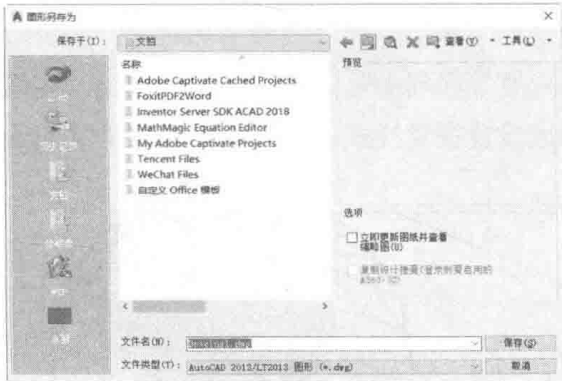 图形另存为
保存于(I)：
文档
查看(V)
工具(L)
名称
预览
Adobe Captivate Cached Projects
FoxitPDF2Word
Inventor Server SDK ACAD 2018
MathMagic Equation Editor
My Adobe Captivate Projects
Tencent Files
WeChat Files
自定义 Office 模板
选项
立即更新图纸并查看
缩略图(U)
文件名(N)：
保存(S)
文件类型(T)：
AutoCAD 2013/LT2013 图形 (*.dwg)
取消